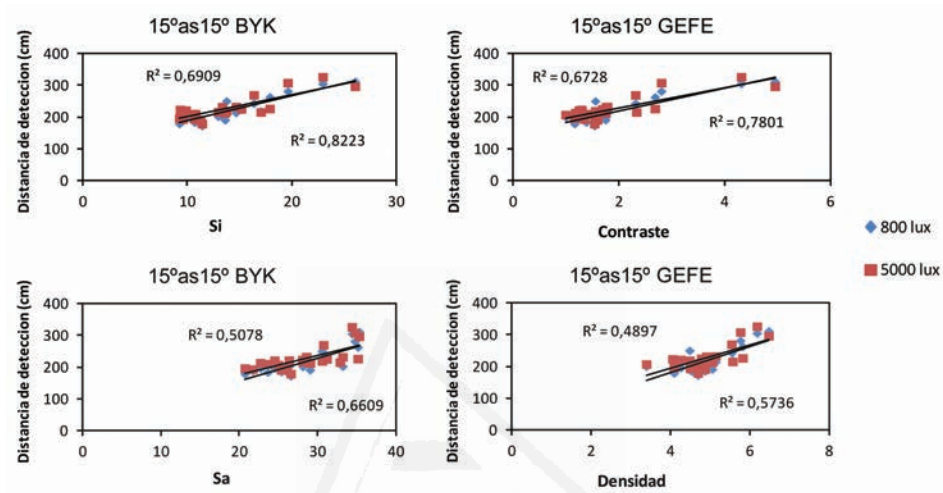 15ºas15º BYK
Distancia de deteccion (cm)
400
300
200
100
0
R² = 0,6909
R² = 0,8223
0
10
20
30
Si
15ºas15º GEFE
Distancia de deteccion (cm)
400
300
200
100
0
R² = 0,6728
R² = 0,7801
0
2
4
6
Contraste
800 lux
5000 lux
15ºas15º BYK
Distancia de deteccion (cm)
400
300
200
100
0
R² = 0,5078
R² = 0,6609
0
10
20
30
40
Sa
15ºas15º GEFE
Distancia de deteccion (cm)
400
300
200
100
0
R² = 0,4897
R² = 0,5736
0
2
4
6
8
Densidad